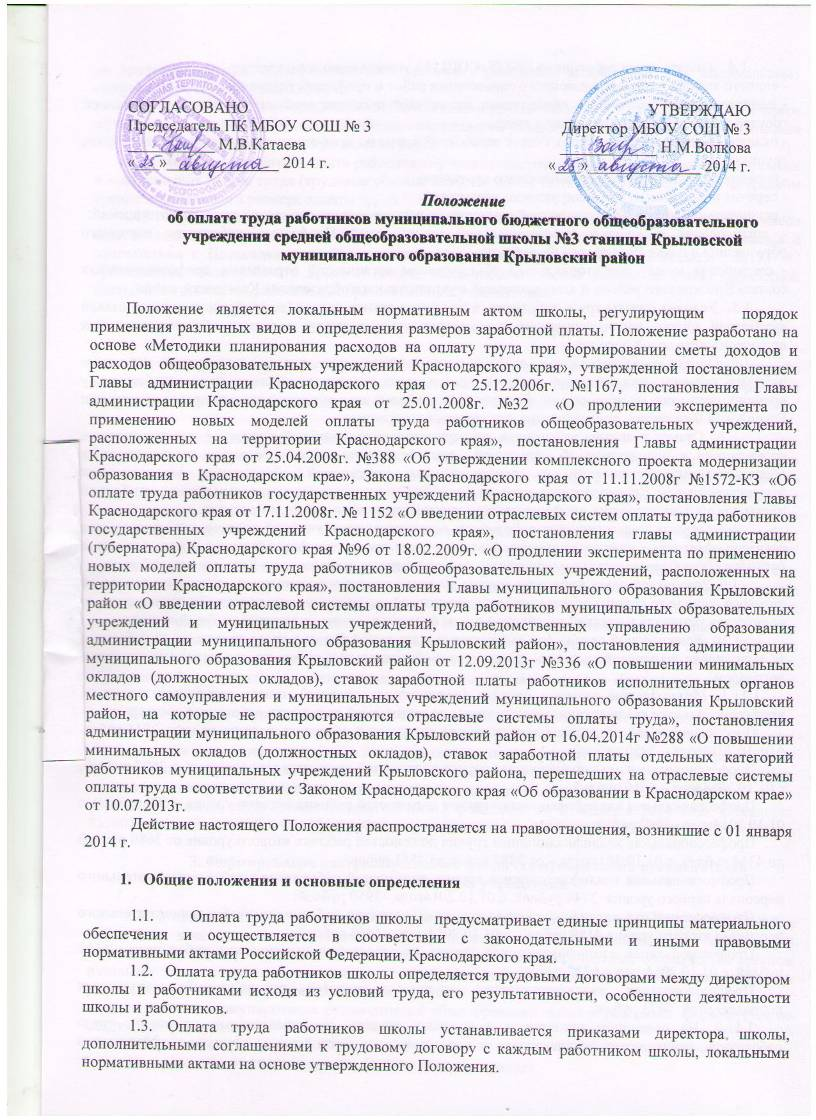 СОГЛАСОВАНО
Председатель ПК МБОУ СОШ № 3
М.В.Катаева
«25» августа 2014 г.
УТВЕРЖДАЮ
Директор МБОУ СОШ № 3
Н.М.Волкова
«25» августа 2014 г.
Положение
об оплате труда работников муниципального бюджетного общеобразовательного
учреждения средней общеобразовательной школы №3 станицы Крыловской
муниципального образования Крыловский район
Положение является локальным нормативным актом школы, регулирующим порядок
применения различных видов и определения размеров заработной платы. Положение разработано на
основе «Методики планирования расходов на оплату труда при формировании сметы доходов и
расходов общеобразовательных учреждений Краснодарского края», утвержденной постановлением
Главы администрации Краснодарского края от 25.12.2006г. №1167, постановления Главы
администрации Краснодарского края от 25.01.2008г. №32 «О продлении эксперимента по
применению новых моделей оплаты труда работников общеобразовательных учреждений,
расположенных на территории Краснодарского края», постановления Главы администрации
Краснодарского края от 25.04.2008г. №388 «Об утверждении комплексного проекта модернизации
образования в Краснодарском крае», Закона Краснодарского края от 11.11.2008г №1572-КЗ «Об
оплате труда работников государственных учреждений Краснодарского края», постановления Главы
Краснодарского края от 17.11.2008г. № 1152 «О введении отраслевых систем оплаты труда работников
государственных учреждений Краснодарского края», постановления главы администрации
(губернатора) Краснодарского края №96 от 18.02.2009г. «О продлении эксперимента по применению
новых моделей оплаты труда работников общеобразовательных учреждений, расположенных на
территории Краснодарского края», постановления Главы муниципального образования Крыловский
район «О введении отраслевой системы оплаты труда работников муниципальных образовательных
учреждений и муниципальных учреждений, подведомственных управлению образования
администрации муниципального образования Крыловский район», постановления администрации
муниципального образования Крыловский район от 12.09.2013г №336 «О повышении минимальных
окладов (должностных окладов), ставок заработной платы работников исполнительных органов
местного самоуправления и муниципальных учреждений муниципального образования Крыловский
район, на которые не распространяются отраслевые системы оплаты труда», постановления
администрации муниципального образования Крыловский район от 16.04.2014г №288 «О повышении
минимальных окладов (должностных окладов), ставок заработной платы отдельных категорий
работников муниципальных учреждений Крыловского района, перешедших на отраслевые системы
оплаты труда в соответствии с Законом Краснодарского края «Об образовании в Краснодарском крае»
от 10.07.2013г.
Действие настоящего Положения распространяется на правоотношения, возникшие с 01 января
2014 г.
1. Общие положения и основные определения
1.1. Оплата труда работников школы предусматривает единые принципы материального
обеспечения и осуществляется в соответствии с законодательными и иными правовыми
нормативными актами Российской Федерации, Краснодарского края.
1.2. Оплата труда работников школы определяется трудовыми договорами между директором
школы и работниками исходя из условий труда, его результативности, особенности деятельности
школы и работников.
1.3. Оплата труда работников школы устанавливается приказами директора школы,
дополнительными соглашениями к трудовому договору с каждым работником школы, локальными
нормативными актами на основе утвержденного Положения.